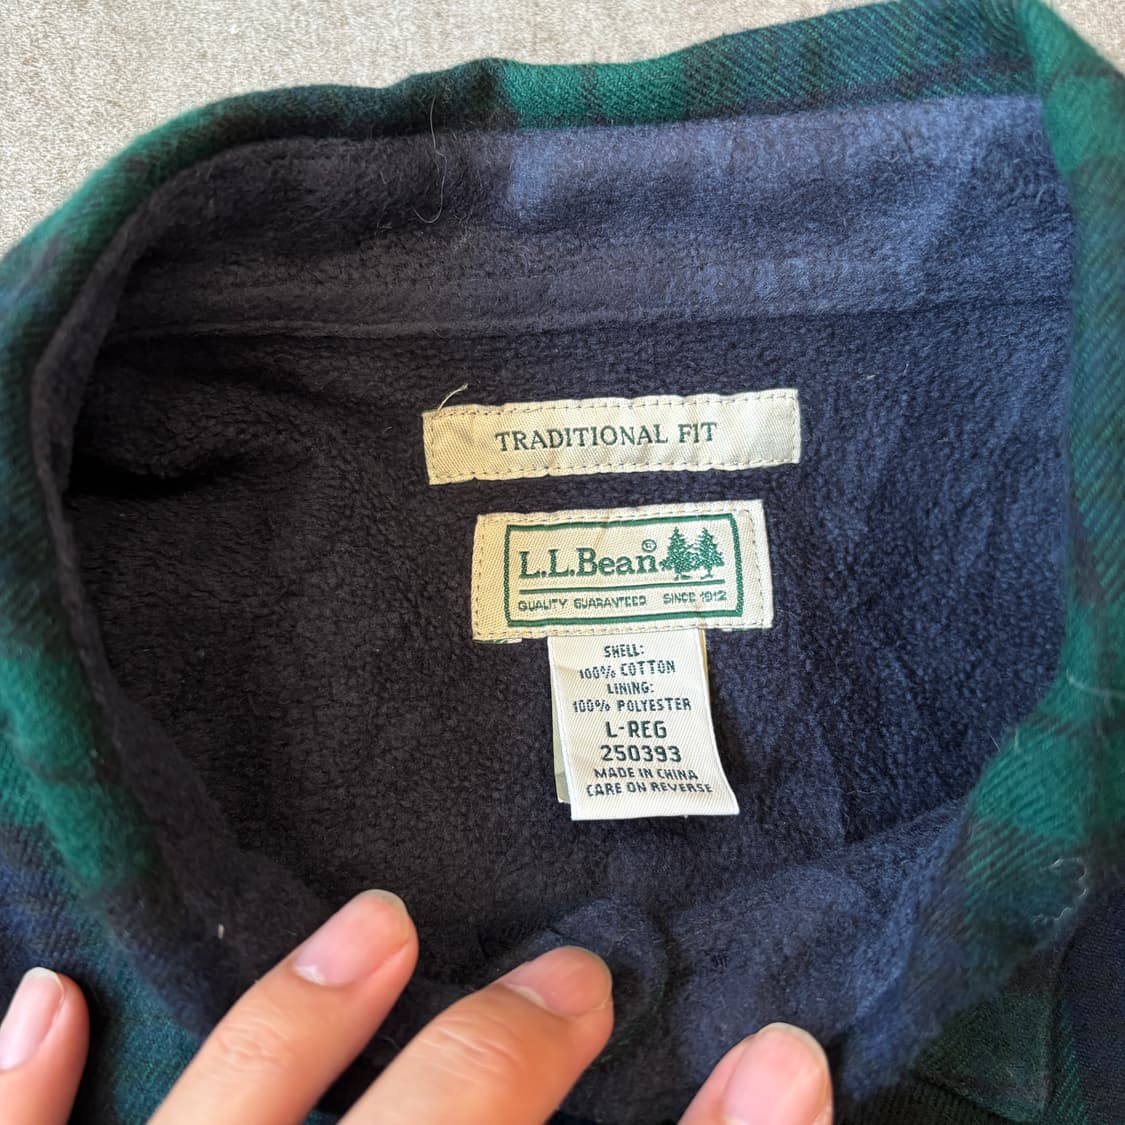 TRADITIONAL FIT
L.L.Bean®
QUALITY GUARANTEED SINCE 1912
SHELL:
100% COTTON
LINING:
100% POLYESTER
L-REG
250393
MADE IN CHINA
CARE ON REVERSE